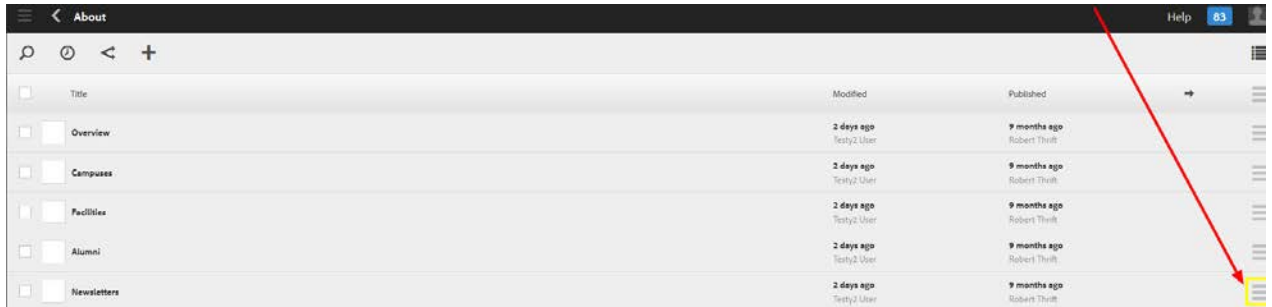 About Help 83
Title Modified Published
Overview 2 days ago 9 months ago
Testy2 User Robert Thrift
Campuses 2 days ago 9 months ago
Testy2 User Robert Thrift
Facilities 2 days ago 9 months ago
Testy2 User Robert Thrift
Alumni 2 days ago 9 months ago
Testy2 User Robert Thrift
Newsletters 2 days ago 9 months ago
Testy2 User Robert Thrift